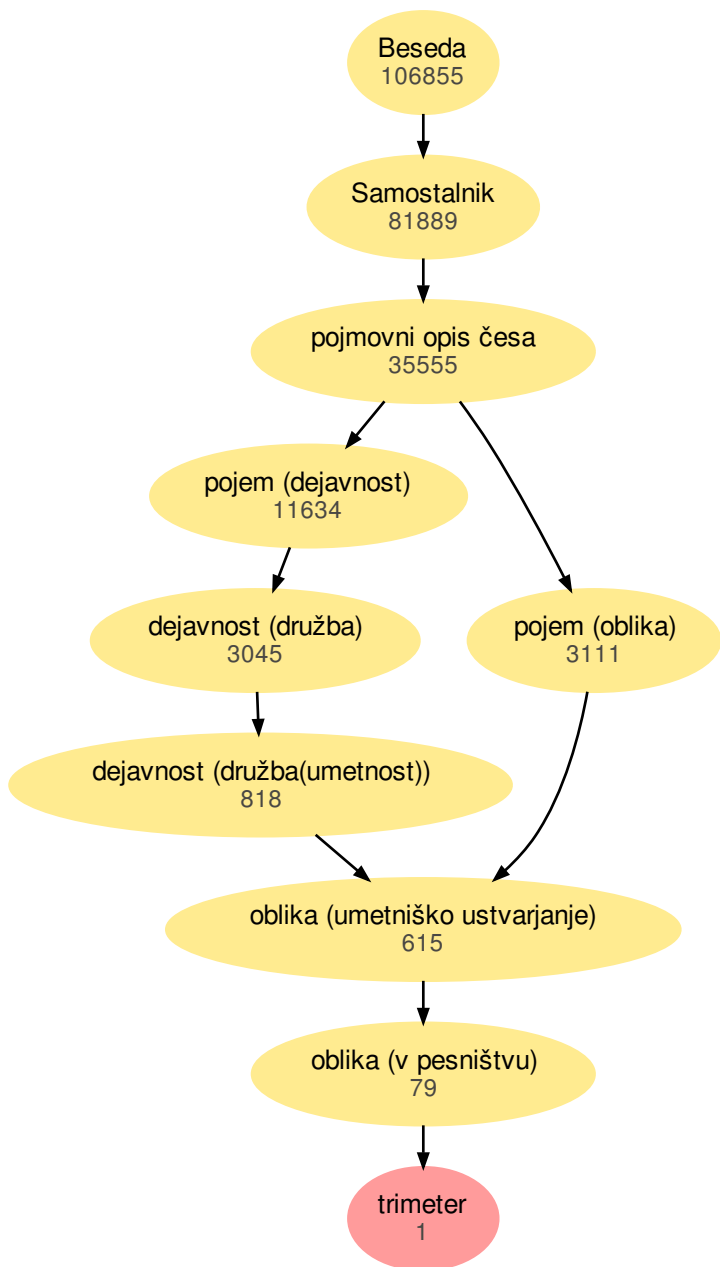 Beseda
106855
Samostalnik
81889
pojmovni opis česa
35555
pojem (dejavnost)
11634
dejavnost (družba)
3045
pojem (oblika)
3111
dejavnost (družba(umetnost))
818
oblika (umetniško ustvarjanje)
615
oblika (v pesništvu)
79
trimeter
1